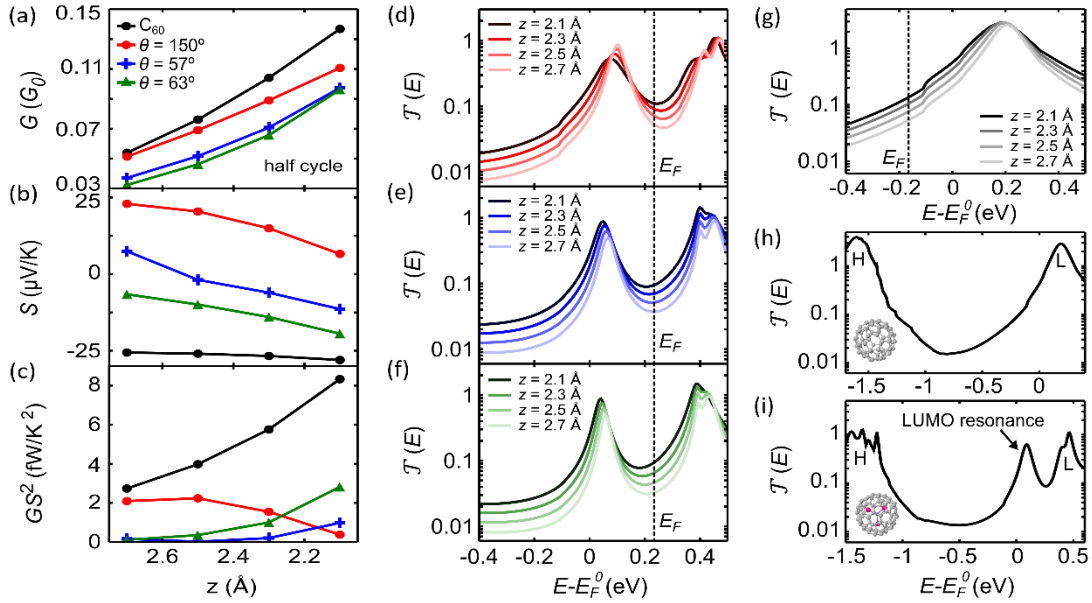 (a)
C60
θ = 150º
θ = 57º
θ = 63º
half cycle
G (G0)
0.15
0.11
0.07
0.03
(b)
S (µV/K)
25
0
-25
(c)
GS² (fW/K²)
8
6
4
2
0
2.6 2.4 2.2
z (Å)
(d)
z = 2.1 Å
z = 2.3 Å
z = 2.5 Å
z = 2.7 Å
T (E)
1
0.1
0.01
EF
(e)
z = 2.1 Å
z = 2.3 Å
z = 2.5 Å
z = 2.7 Å
T (E)
1
0.1
0.01
EF
(f)
z = 2.1 Å
z = 2.3 Å
z = 2.5 Å
z = 2.7 Å
T (E)
1
0.1
0.01
EF
-0.4 -0.2 0 0.2 0.4
E-EF⁰ (eV)
(g)
T (E)
1
0.1
0.01
EF
z = 2.1 Å
z = 2.3 Å
z = 2.5 Å
z = 2.7 Å
-0.4 -0.2 0 0.2 0.4
E-EF⁰ (eV)
(h)
H
L
T (E)
1
0.1
0.01
-1.5 -1 -0.5 0
E-EF⁰ (eV)
(i)
LUMO resonance
H
L
T (E)
1
0.1
0.01
-1.5 -1 -0.5 0 0.5
E-EF⁰ (eV)